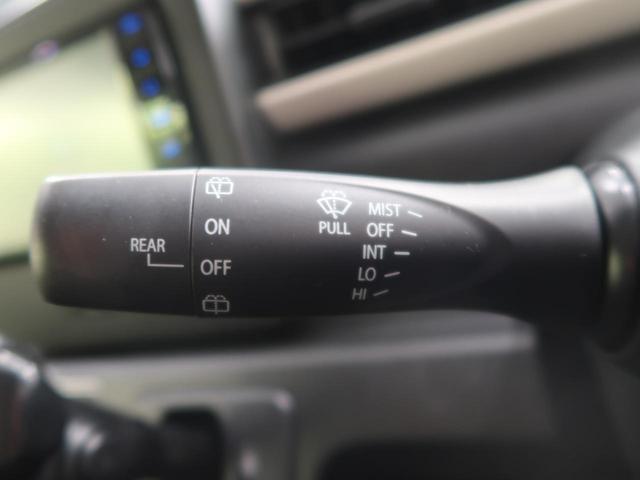 REAR
ON
OFF
PULL
MIST
OFF
INT
LO
HI